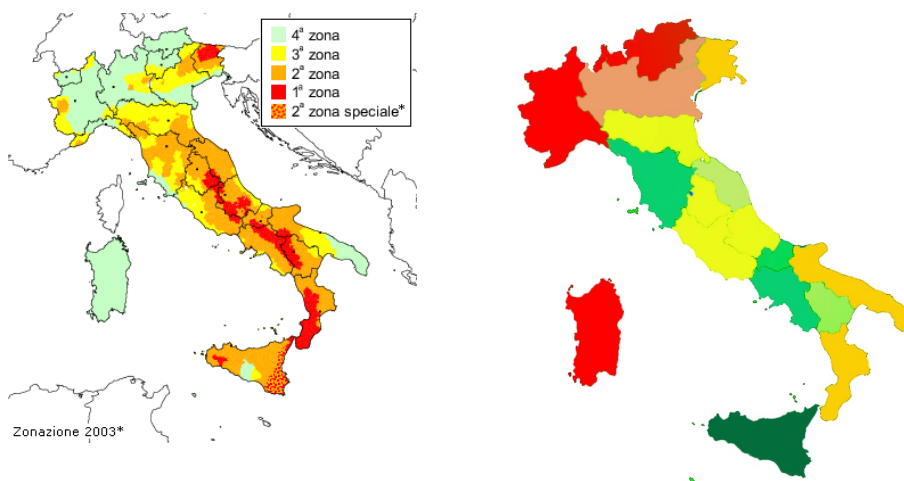 4ª zona
3ª zona
2ª zona
1ª zona
2ª zona speciale*
Zonazione 2003*